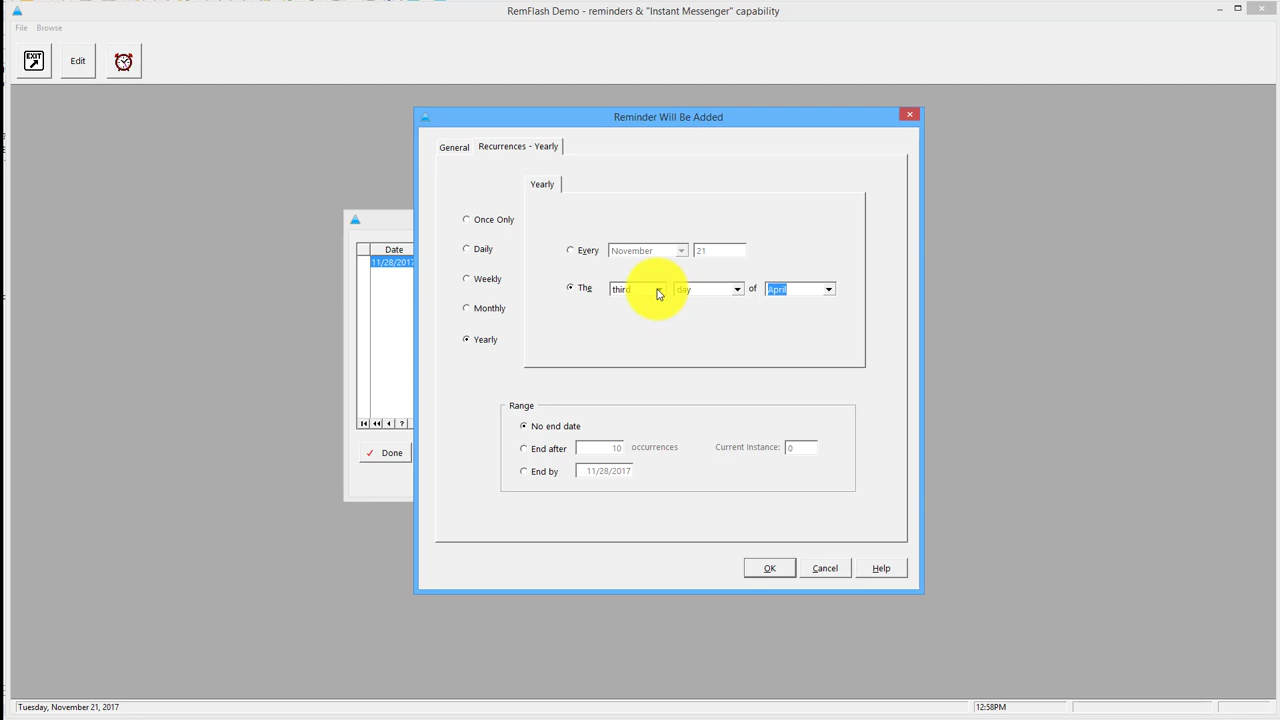 RemFlash Demo - reminders & "Instant Messenger" capability
File Browse
EXIT Edit
Reminder Will Be Added
General Recurrences - Yearly
Yearly
Once Only
Daily
Weekly
Monthly
Yearly
Every November 21
The third day of April
Date
11/28/2017
?
Done
Range
No end date
End after 10 occurrences Current Instance: 0
End by 11/28/2017
OK Cancel Help
Tuesday, November 21, 2017 12:58PM